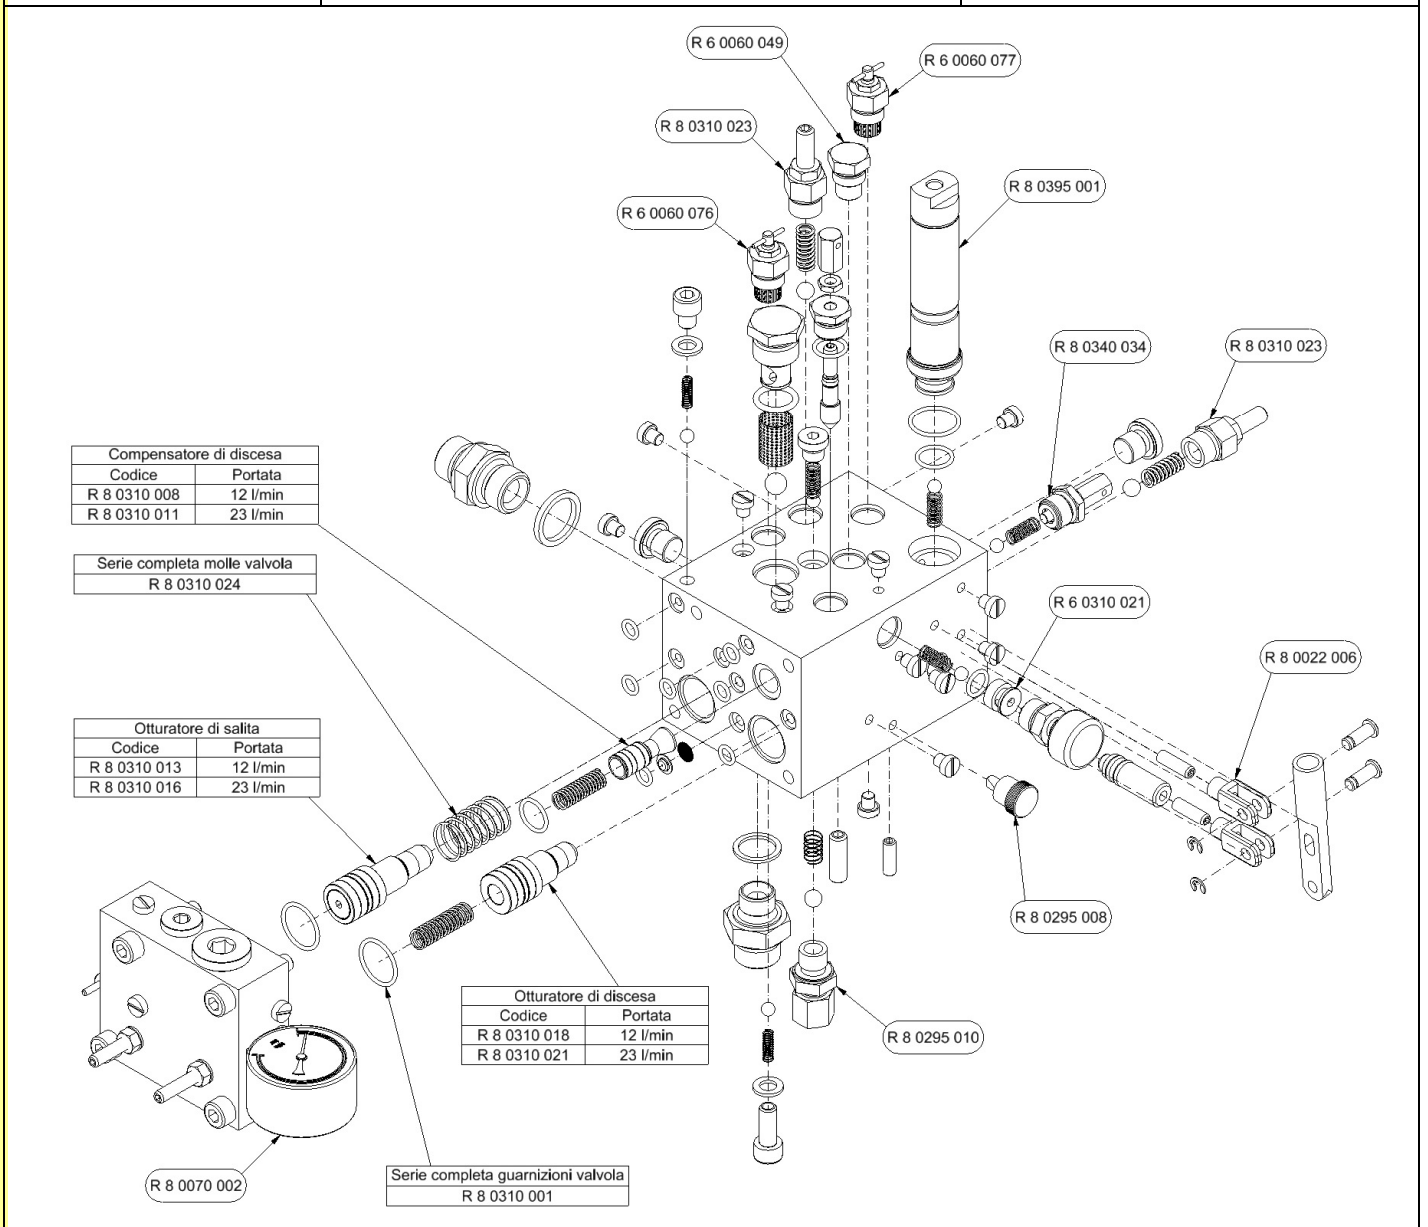 R 6 0060 049
R 6 0060 077
R 8 0310 023
R 8 0395 001
R 6 0060 076
R 8 0340 034
R 8 0310 023
Compensatore di discesa
Codice Portata
R 8 0310 008 12 l/min
R 8 0310 011 23 l/min
Serie completa molle valvola
R 8 0310 024
R 6 0310 021
R 8 0022 006
Otturatore di salita
Codice Portata
R 8 0310 013 12 l/min
R 8 0310 016 23 l/min
R 8 0295 008
Otturatore di discesa
Codice Portata
R 8 0310 018 12 l/min
R 8 0310 021 23 l/min
R 8 0295 010
R 8 0070 002
Serie completa guarnizioni valvola
R 8 0310 001